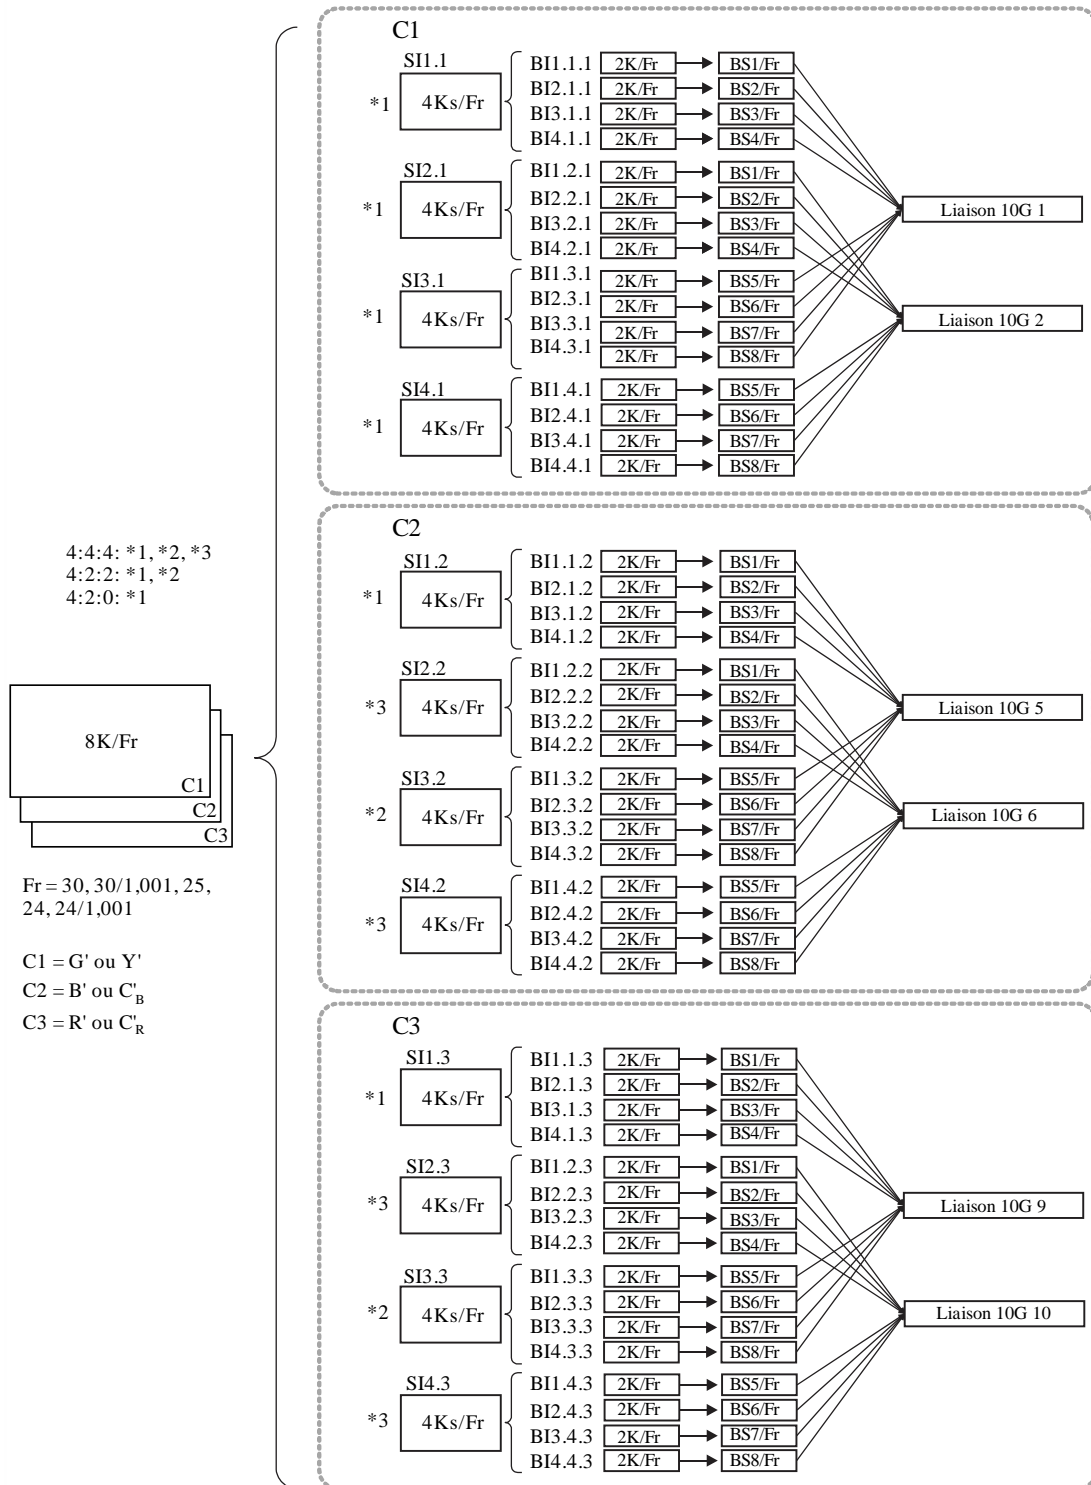 4:4:4: *1, *2, *3
4:2:2: *1, *2
4:2:0: *1
8K/Fr
C1
C2
C3
Fr = 30, 30/1,001, 25,
24, 24/1,001
C1 = G' ou Y'
C2 = B' ou C'B
C3 = R' ou C'R
C1
SI1.1
*1 4Ks/Fr
BI1.1.1 2K/Fr BS1/Fr
BI2.1.1 2K/Fr BS2/Fr
BI3.1.1 2K/Fr BS3/Fr
BI4.1.1 2K/Fr BS4/Fr
SI2.1
*1 4Ks/Fr
BI1.2.1 2K/Fr BS1/Fr
BI2.2.1 2K/Fr BS2/Fr
BI3.2.1 2K/Fr BS3/Fr
BI4.2.1 2K/Fr BS4/Fr
SI3.1
*1 4Ks/Fr
BI1.3.1 2K/Fr BS5/Fr
BI2.3.1 2K/Fr BS6/Fr
BI3.3.1 2K/Fr BS7/Fr
BI4.3.1 2K/Fr BS8/Fr
SI4.1
*1 4Ks/Fr
BI1.4.1 2K/Fr BS5/Fr
BI2.4.1 2K/Fr BS6/Fr
BI3.4.1 2K/Fr BS7/Fr
BI4.4.1 2K/Fr BS8/Fr
Liaison 10G 1
Liaison 10G 2
C2
SI1.2
*1 4Ks/Fr
BI1.1.2 2K/Fr BS1/Fr
BI2.1.2 2K/Fr BS2/Fr
BI3.1.2 2K/Fr BS3/Fr
BI4.1.2 2K/Fr BS4/Fr
SI2.2
*3 4Ks/Fr
BI1.2.2 2K/Fr BS1/Fr
BI2.2.2 2K/Fr BS2/Fr
BI3.2.2 2K/Fr BS3/Fr
BI4.2.2 2K/Fr BS4/Fr
SI3.2
*2 4Ks/Fr
BI1.3.2 2K/Fr BS5/Fr
BI2.3.2 2K/Fr BS6/Fr
BI3.3.2 2K/Fr BS7/Fr
BI4.3.2 2K/Fr BS8/Fr
SI4.2
*3 4Ks/Fr
BI1.4.2 2K/Fr BS5/Fr
BI2.4.2 2K/Fr BS6/Fr
BI3.4.2 2K/Fr BS7/Fr
BI4.4.2 2K/Fr BS8/Fr
Liaison 10G 5
Liaison 10G 6
C3
SI1.3
*1 4Ks/Fr
BI1.1.3 2K/Fr BS1/Fr
BI2.1.3 2K/Fr BS2/Fr
BI3.1.3 2K/Fr BS3/Fr
BI4.1.3 2K/Fr BS4/Fr
SI2.3
*3 4Ks/Fr
BI1.2.3 2K/Fr BS1/Fr
BI2.2.3 2K/Fr BS2/Fr
BI3.2.3 2K/Fr BS3/Fr
BI4.2.3 2K/Fr BS4/Fr
SI3.3
*2 4Ks/Fr
BI1.3.3 2K/Fr BS5/Fr
BI2.3.3 2K/Fr BS6/Fr
BI3.3.3 2K/Fr BS7/Fr
BI4.3.3 2K/Fr BS8/Fr
SI4.3
*3 4Ks/Fr
BI1.4.3 2K/Fr BS5/Fr
BI2.4.3 2K/Fr BS6/Fr
BI3.4.3 2K/Fr BS7/Fr
BI4.4.3 2K/Fr BS8/Fr
Liaison 10G 9
Liaison 10G 10